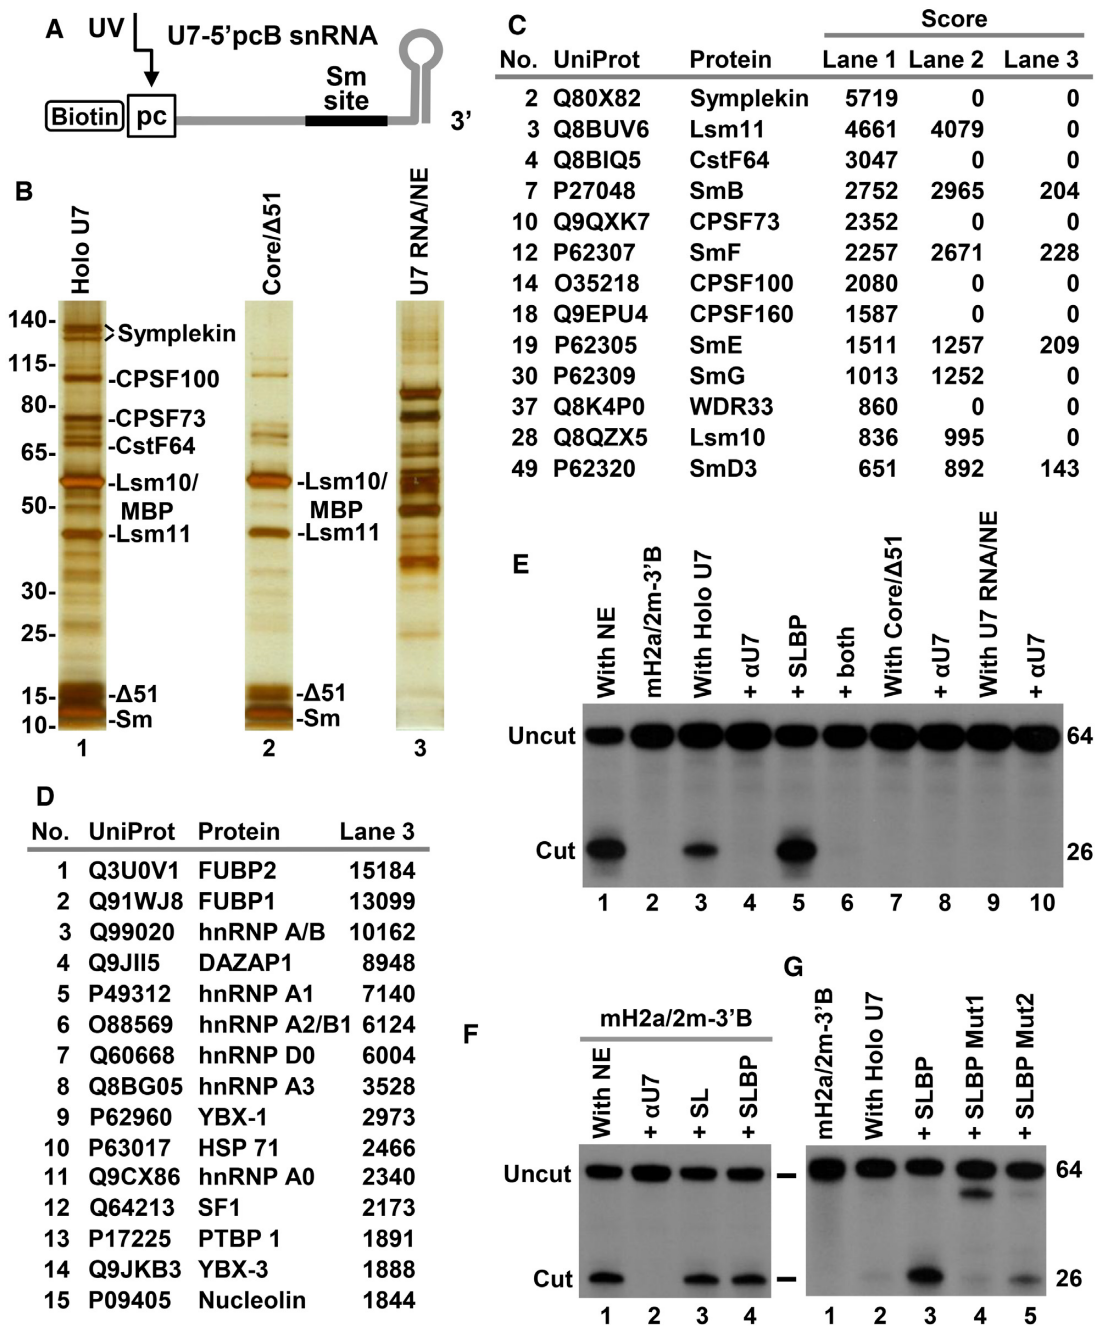 A
UV
U7-5'pcB snRNA
Sm
site
Biotin
pc
3'
B
Holo U7
Core/Δ51
U7 RNA/NE
140-
115-
80-
65-
50-
30-
25-
15-
10-
Symplekin
-CPSF100
-CPSF73
-CstF64
-Lsm10/
MBP
-Lsm11
-Δ51
-Sm
-Lsm10/
MBP
-Lsm11
-Δ51
-Sm
1 2 3
C
Score
No. UniProt Protein Lane 1 Lane 2 Lane 3
2 Q80X82 Symplekin 5719 0 0
3 Q8BUV6 Lsm11 4661 4079 0
4 Q8BIQ5 CstF64 3047 0 0
7 P27048 SmB 2752 2965 204
10 Q9QXK7 CPSF73 2352 0 0
12 P62307 SmF 2257 2671 228
14 O35218 CPSF100 2080 0 0
18 Q9EPU4 CPSF160 1587 0 0
19 P62305 SmE 1511 1257 209
30 P62309 SmG 1013 1252 0
37 Q8K4P0 WDR33 860 0 0
28 Q8QZX5 Lsm10 836 995 0
49 P62320 SmD3 651 892 143
D
No. UniProt Protein Lane 3
1 Q3U0V1 FUBP2 15184
2 Q91WJ8 FUBP1 13099
3 Q99020 hnRNP A/B 10162
4 Q9JII5 DAZAP1 8948
5 P49312 hnRNP A1 7140
6 O88569 hnRNP A2/B1 6124
7 Q60668 hnRNP D0 6004
8 Q8BG05 hnRNP A3 3528
9 P62960 YBX-1 2973
10 P63017 HSP 71 2466
11 Q9CX86 hnRNP A0 2340
12 Q64213 SF1 2173
13 P17225 PTBP 1 1891
14 Q9JKB3 YBX-3 1888
15 P09405 Nucleolin 1844
E
With NE
mH2a/2m-3'B
With Holo U7
+ αU7
+ SLBP
+ both
With Core/Δ51
+ αU7
With U7 RNA/NE
+ αU7
Uncut 64
Cut 26
1 2 3 4 5 6 7 8 9 10
F
mH2a/2m-3'B
With NE
+ αU7
+ SL
+ SLBP
Uncut
Cut
1 2 3 4
G
mH2a/2m-3'B
With Holo U7
+ SLBP
+ SLBP Mut1
+ SLBP Mut2
64
26
1 2 3 4 5